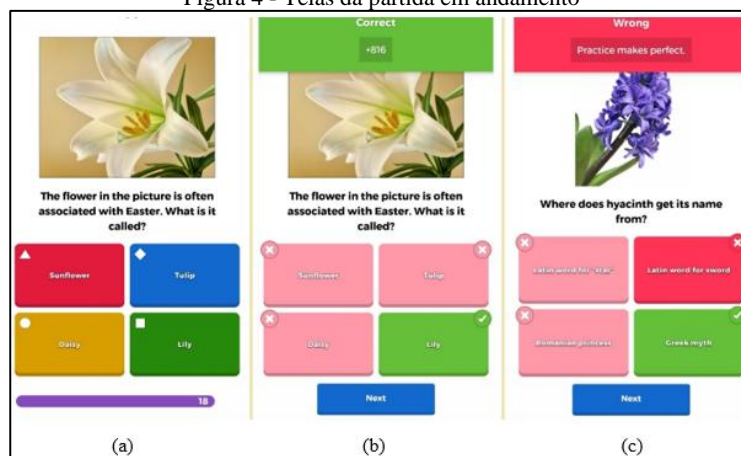 Figura 4 - Telas da partida em andamento
The flower in the picture is often
associated with Easter. What is it
called?
Sunflower
Tulip
Daisy
Lily
18
(a)
Correct
+816
The flower in the picture is often
associated with Easter. What is it
called?
Sunflower
Tulip
Daisy
Lily
Next
(b)
Wrong
Practice makes perfect.
Where does hyacinth get its name
from?
Latin word for "star"
Latin word for sword
Romanian princess
Greek myth
Next
(c)